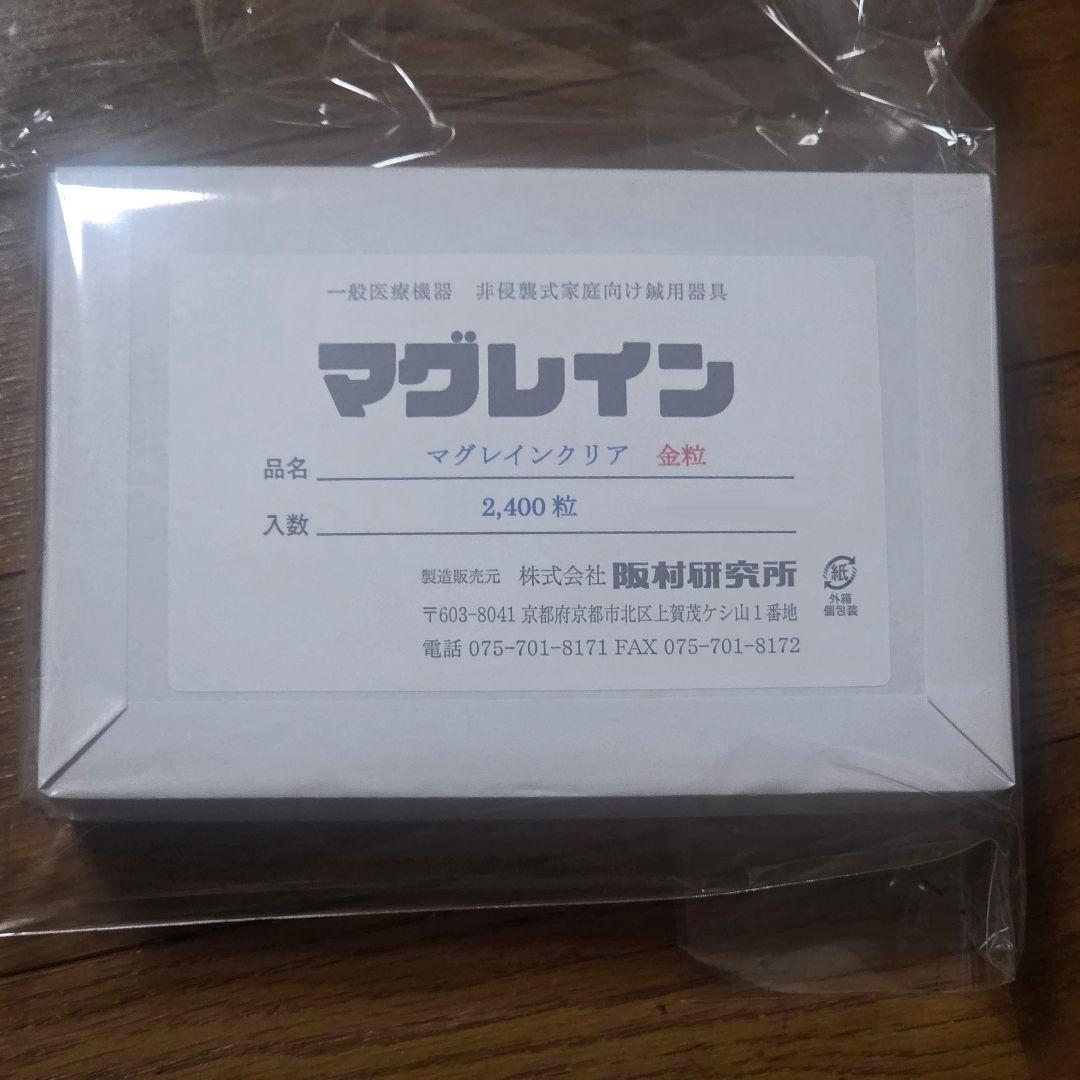 一般医療機器　非侵襲式家庭向け鍼用器具
マグレイン
品名　マグレインクリア　金粒
入数　2,400 粒
製造販売元　株式会社 阪村研究所
〒603-8041 京都府京都市北区上賀茂ケシ山1番地
電話 075-701-8171 FAX 075-701-8172
紙
外箱
個包装